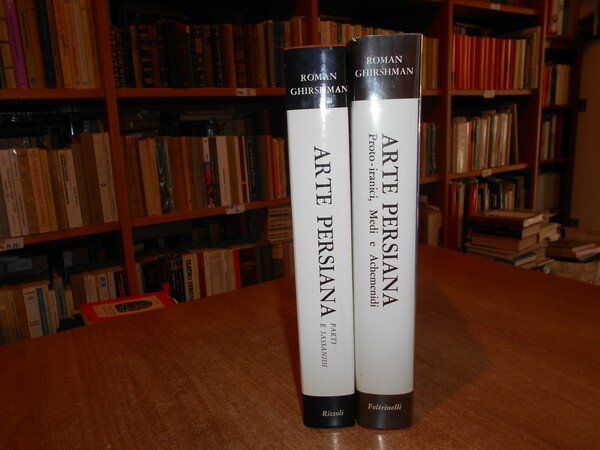 ROMAN
GHIRSHMAN
ARTE PERSIANA
PARTI
E SASSANIDI
Rizzoli
ROMAN
GHIRSHMAN
ARTE PERSIANA
Proto-iranici, Medi e Achemenidi
Feltrinelli